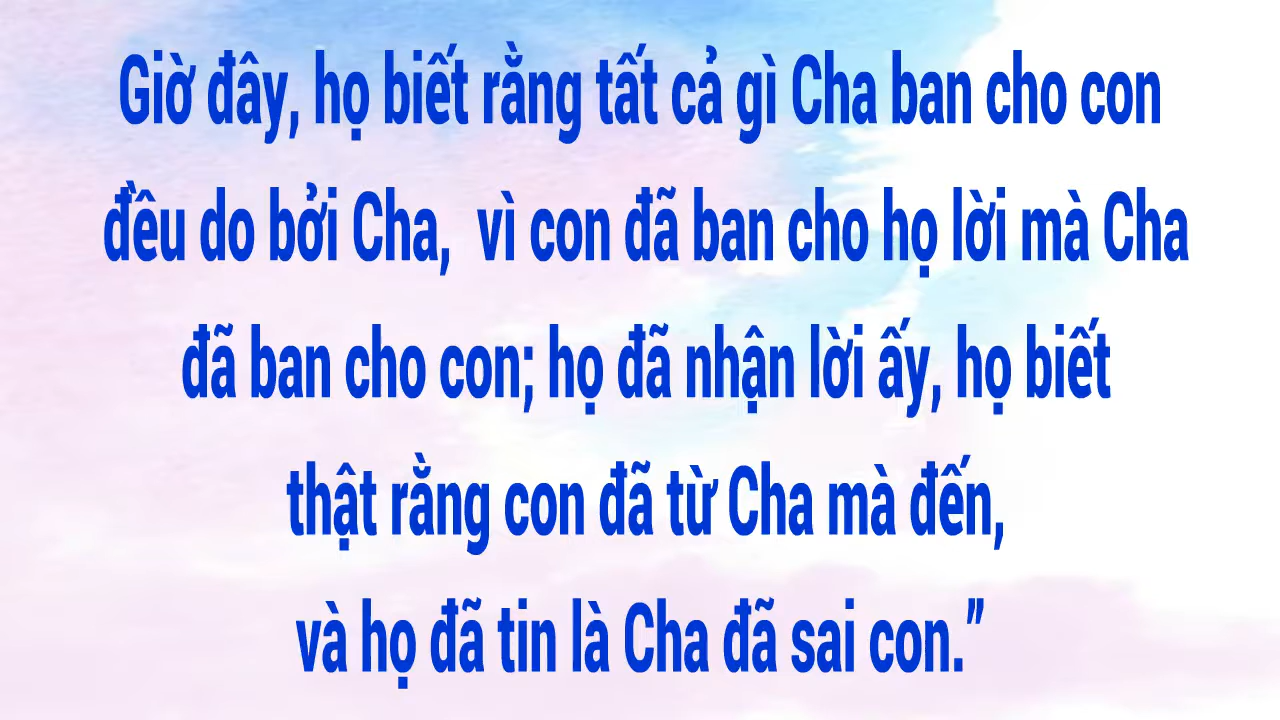 Giờ đây, họ biết rằng tất cả gì Cha ban cho con
đều do bởi Cha,  vì con đã ban cho họ lời mà Cha
đã ban cho con; họ đã nhận lời ấy, họ biết
thật rằng con đã từ Cha mà đến,
và họ đã tin là Cha đã sai con.”